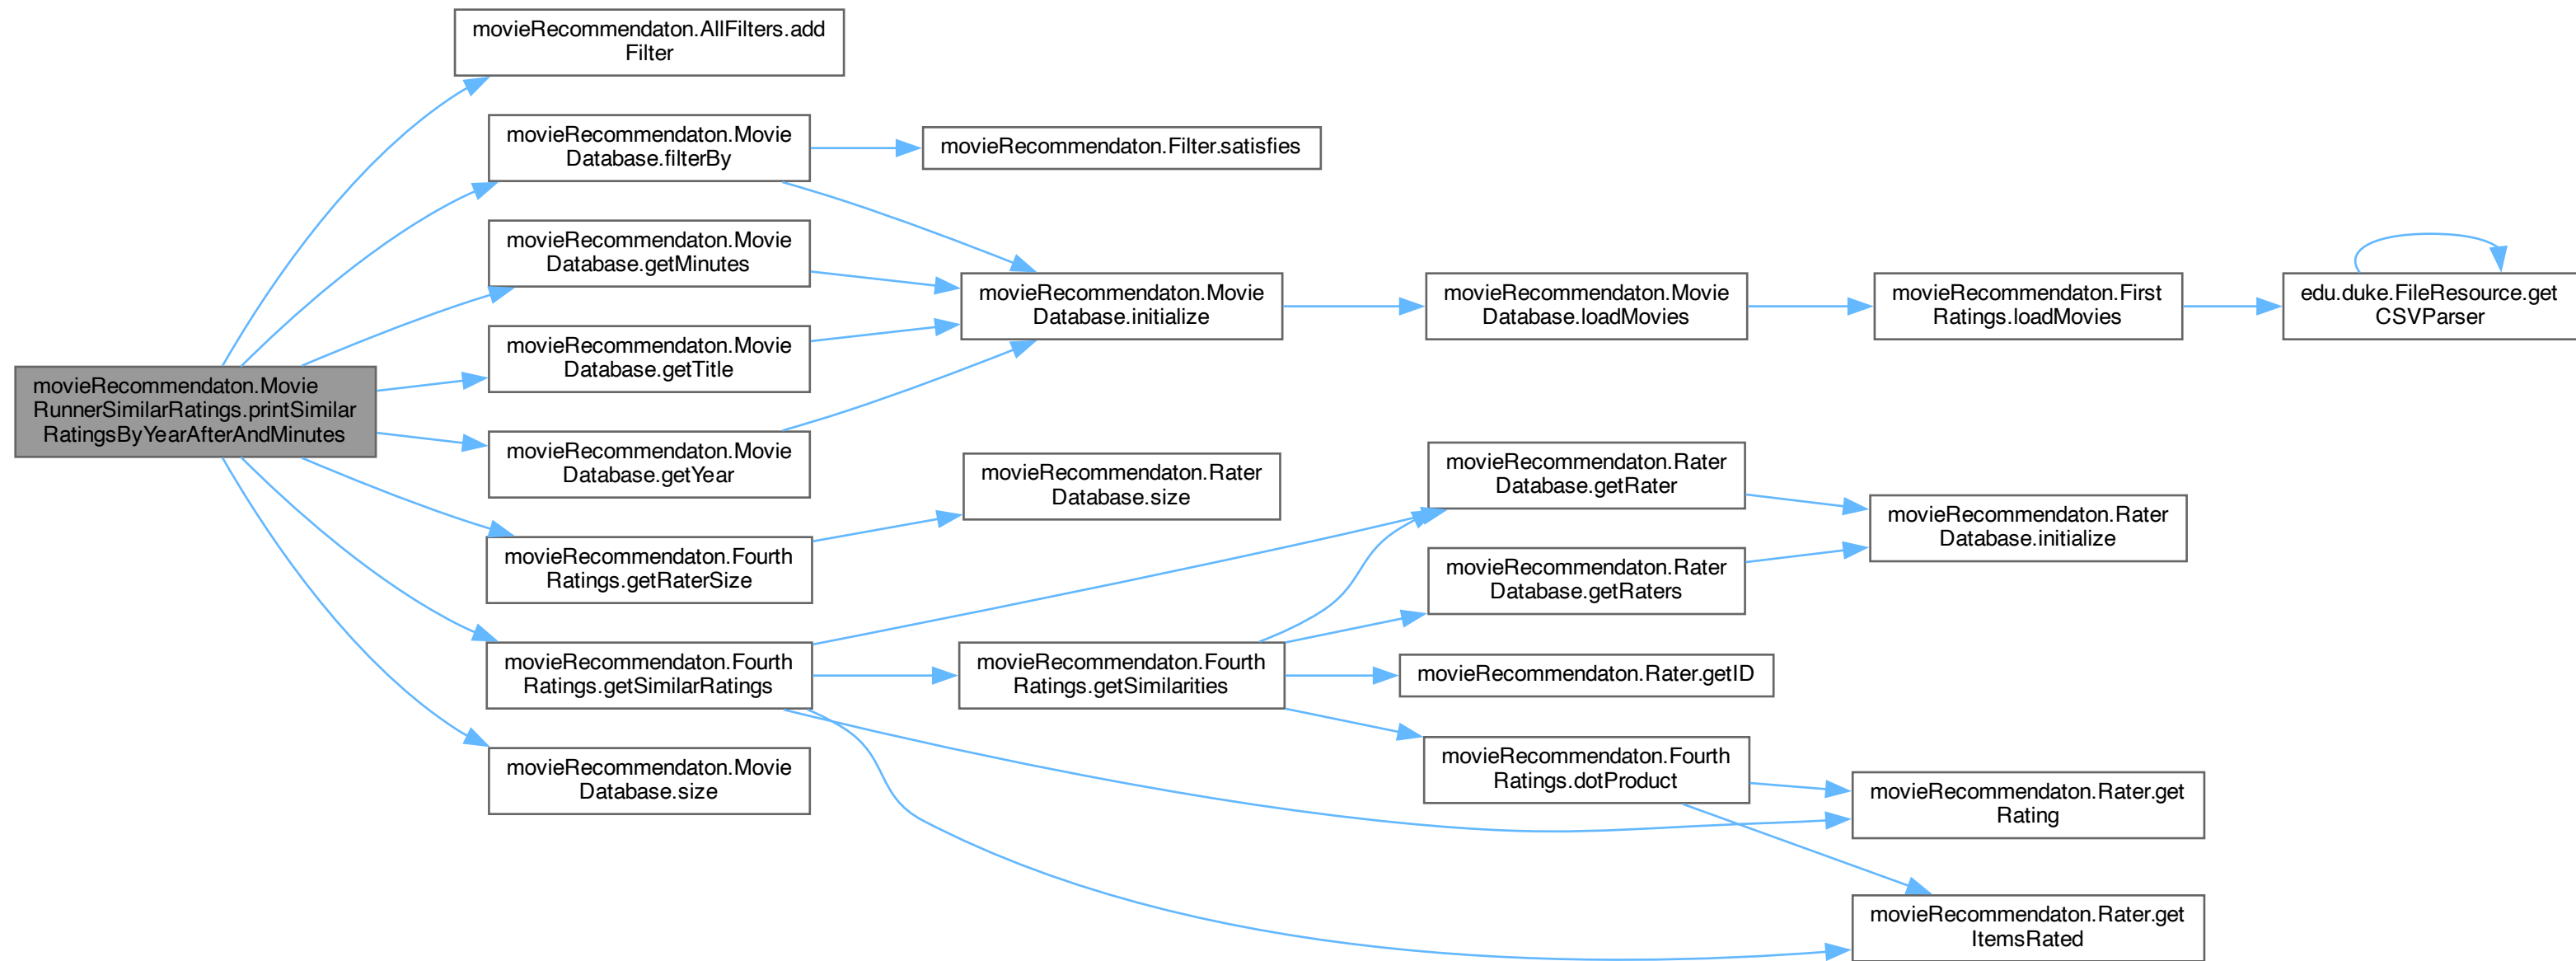 movieRecommendaton.AllFilters.add
Filter
movieRecommendaton.Movie
Database.filterBy
movieRecommendaton.Filter.satisfies
movieRecommendaton.Movie
Database.getMinutes
movieRecommendaton.Movie
Database.initialize
movieRecommendaton.Movie
Database.loadMovies
movieRecommendaton.First
Ratings.loadMovies
edu.duke.FileResource.get
CSVParser
movieRecommendaton.Movie
Database.getTitle
movieRecommendaton.Movie
RunnerSimilarRatings.printSimilar
RatingsByYearAfterAndMinutes
movieRecommendaton.Movie
Database.getYear
movieRecommendaton.Rater
Database.size
movieRecommendaton.Rater
Database.getRater
movieRecommendaton.Rater
Database.initialize
movieRecommendaton.Fourth
Ratings.getRaterSize
movieRecommendaton.Rater
Database.getRaters
movieRecommendaton.Fourth
Ratings.getSimilarRatings
movieRecommendaton.Fourth
Ratings.getSimilarities
movieRecommendaton.Rater.getID
movieRecommendaton.Movie
Database.size
movieRecommendaton.Fourth
Ratings.dotProduct
movieRecommendaton.Rater.get
Rating
movieRecommendaton.Rater.get
ItemsRated